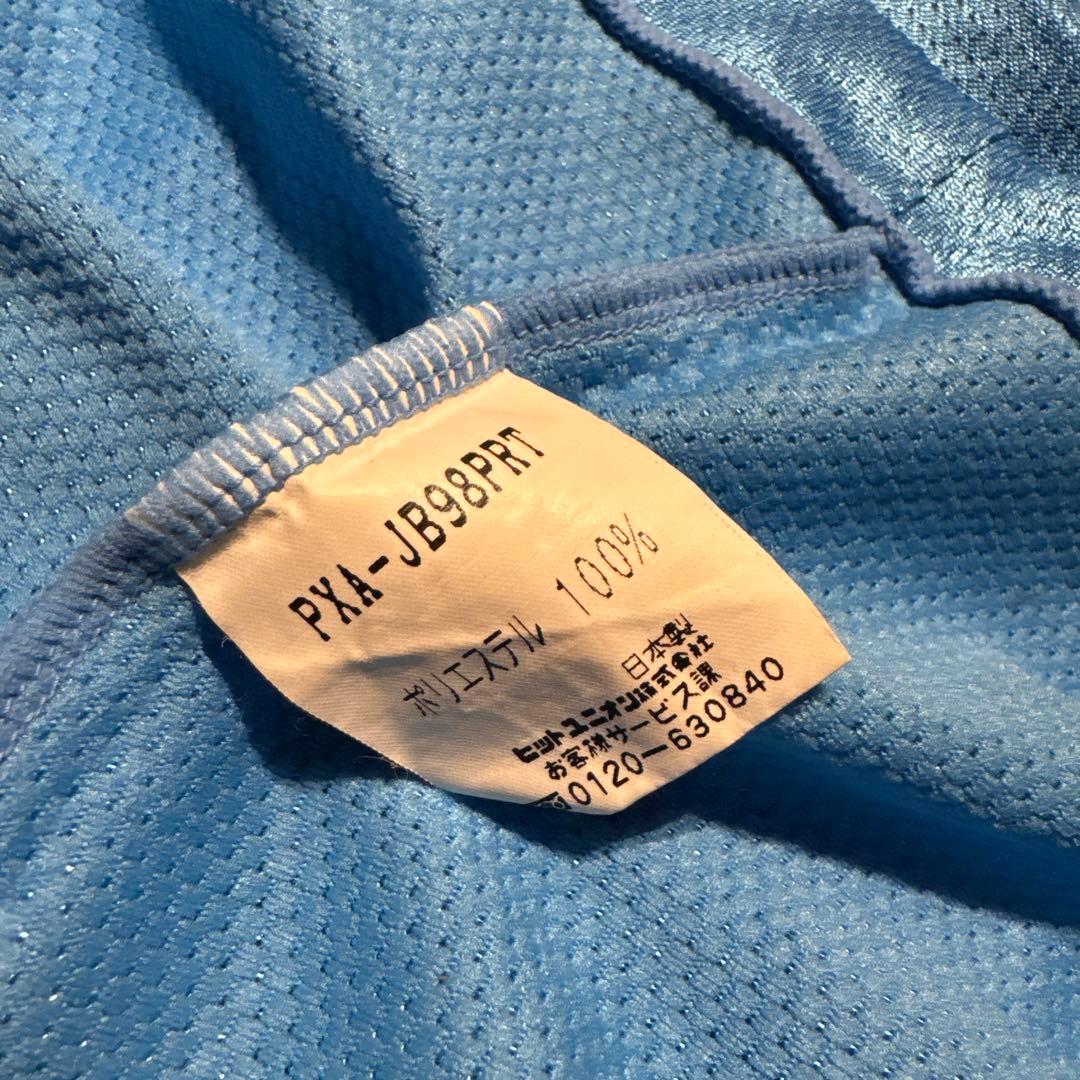 PXA-JB98PRT
ポリエステル 100%
日本製
ヒットユニオン株式会社
お客様サービス課
0120-630840